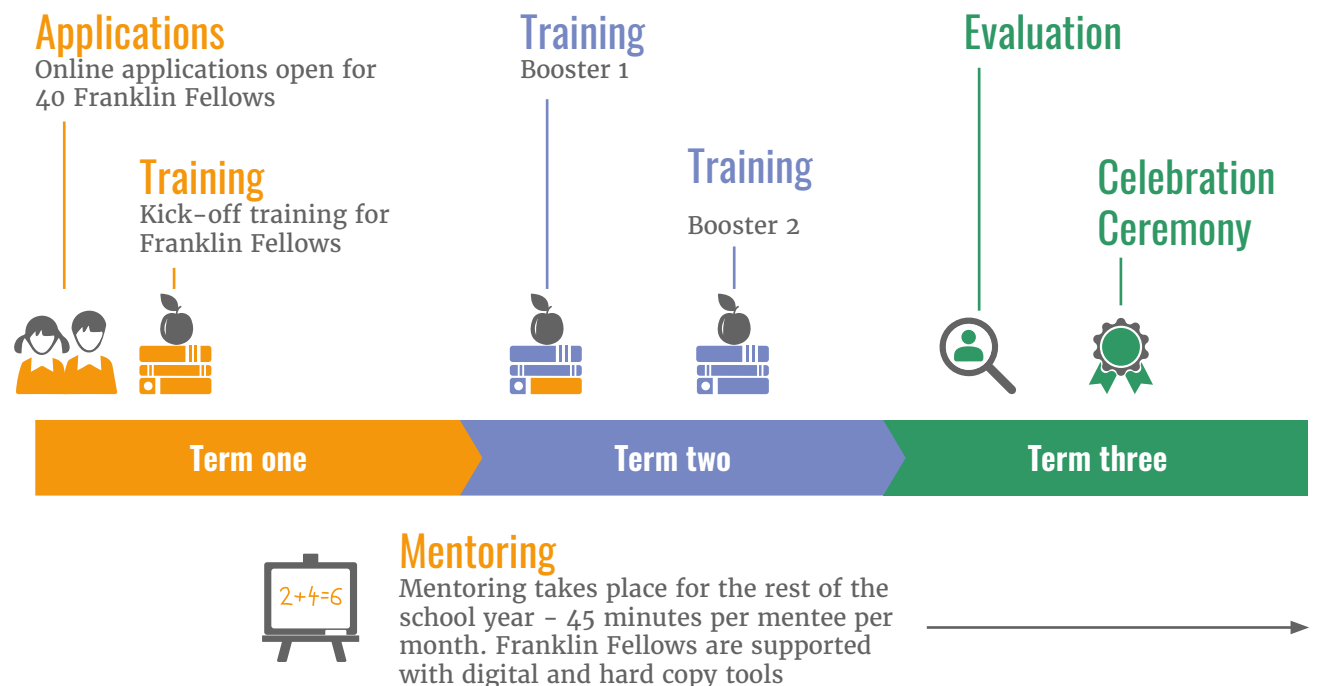 Applications
Online applications open for
40 Franklin Fellows
Training
Kick-off training for
Franklin Fellows
Training
Booster 1
Training
Booster 2
Evaluation
Celebration
Ceremony
Term one
Term two
Term three
2+4=6
Mentoring
Mentoring takes place for the rest of the
school year - 45 minutes per mentee per
month. Franklin Fellows are supported
with digital and hard copy tools